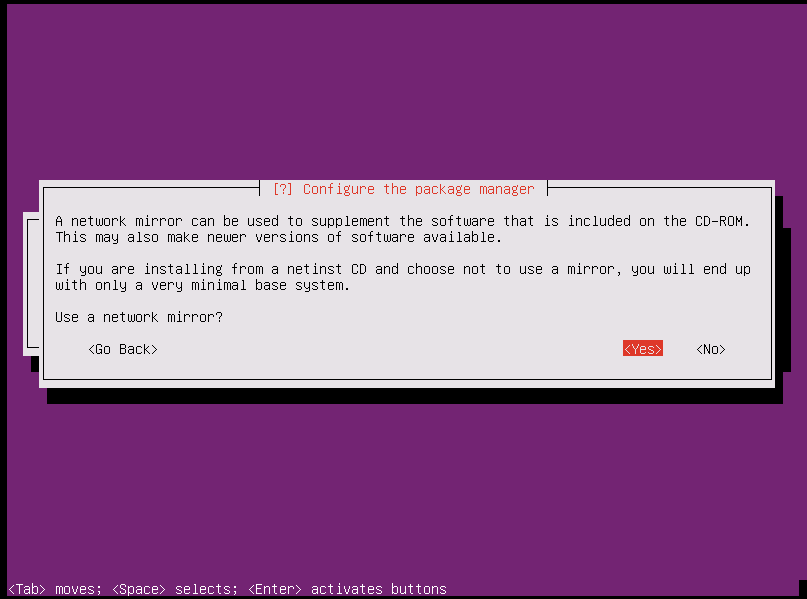 [?] Configure the package manager
A network mirror can be used to supplement the software that is included on the CD-ROM.
This may also make newer versions of software available.
If you are installing from a netinst CD and choose not to use a mirror, you will end up
with only a very minimal base system.
Use a network mirror?
<Go Back> <Yes> <No>
<Tab> moves; <Space> selects; <Enter> activates buttons